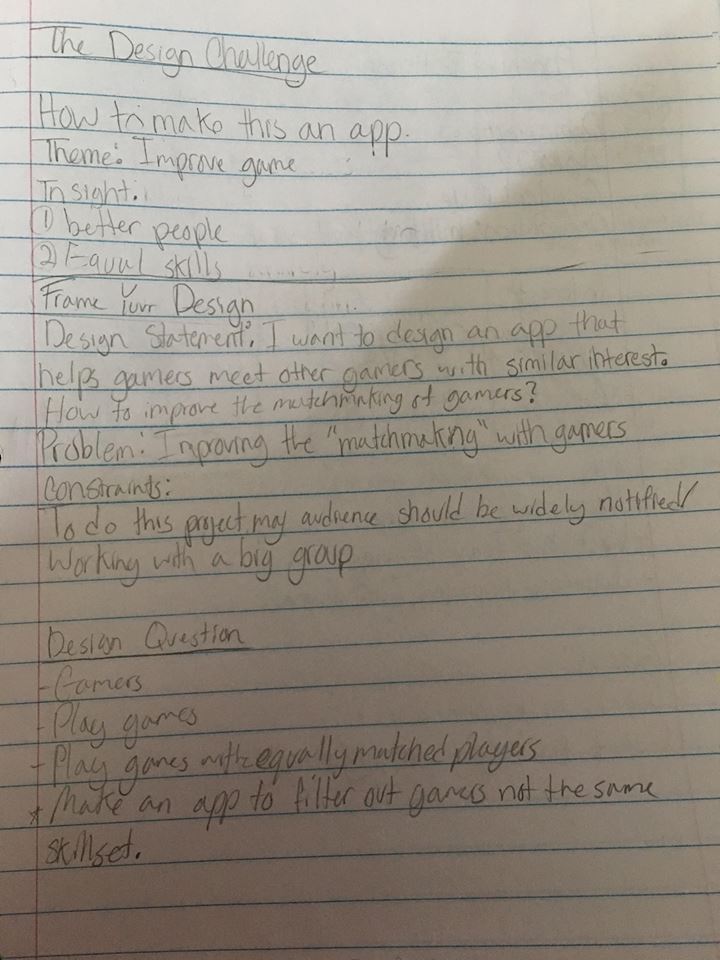 The Design Challenge
How to make this an app.
Theme: Improve game
Insight:
① better people
② Equal skills
Frame Your Design
Design Statement: I want to design an app that
helps gamers meet other gamers with similar interest.
How to improve the matchmaking of gamers?
Problem: Improving the "matchmaking" with gamers
Constraints:
To do this project my audience should be widely notified/
Working with a big group
Design Question
- Gamers
- Play games
- Play games with equally matched players
* Make an app to filter out gamers not the same
skillset.